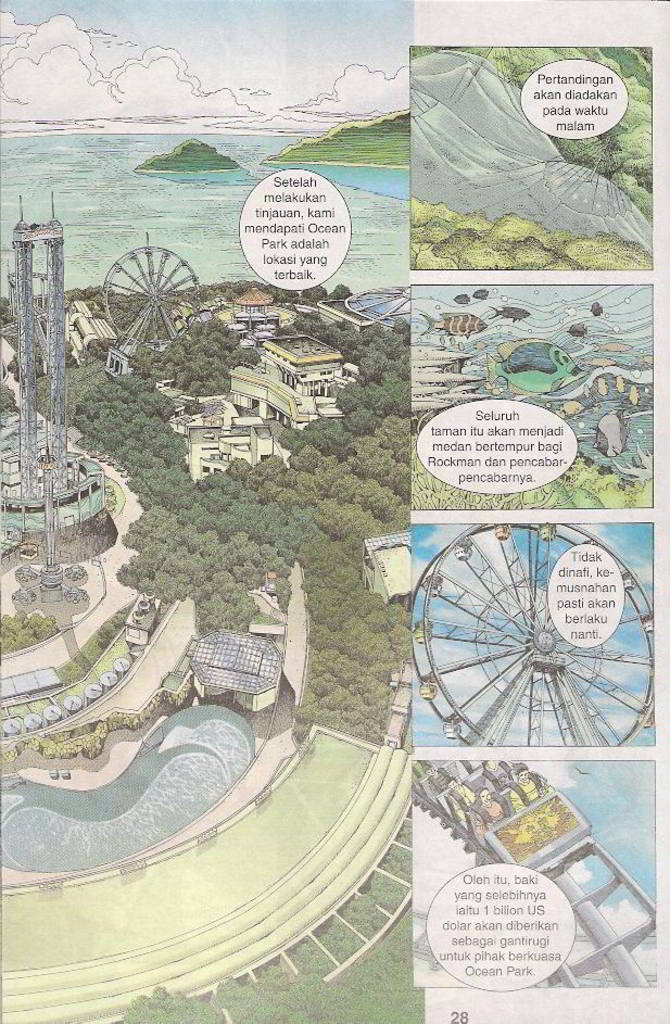 Setelah
melakukan
tinjauan, kami
mendapati Ocean
Park adalah
lokasi yang
terbaik.
Pertandingan
akan diadakan
pada waktu
malam
Seluruh
taman itu akan menjadi
medan bertempur bagi
Rockman dan pencabar-
pencabarnya.
Tidak
dinafi, ke-
musnahan
pasti akan
berlaku
nanti.
Oleh itu, baki
yang selebihnya
iaitu 1 bilion US
dolar akan diberikan
sebagai gantirugi
untuk pihak berkuasa
Ocean Park.
28